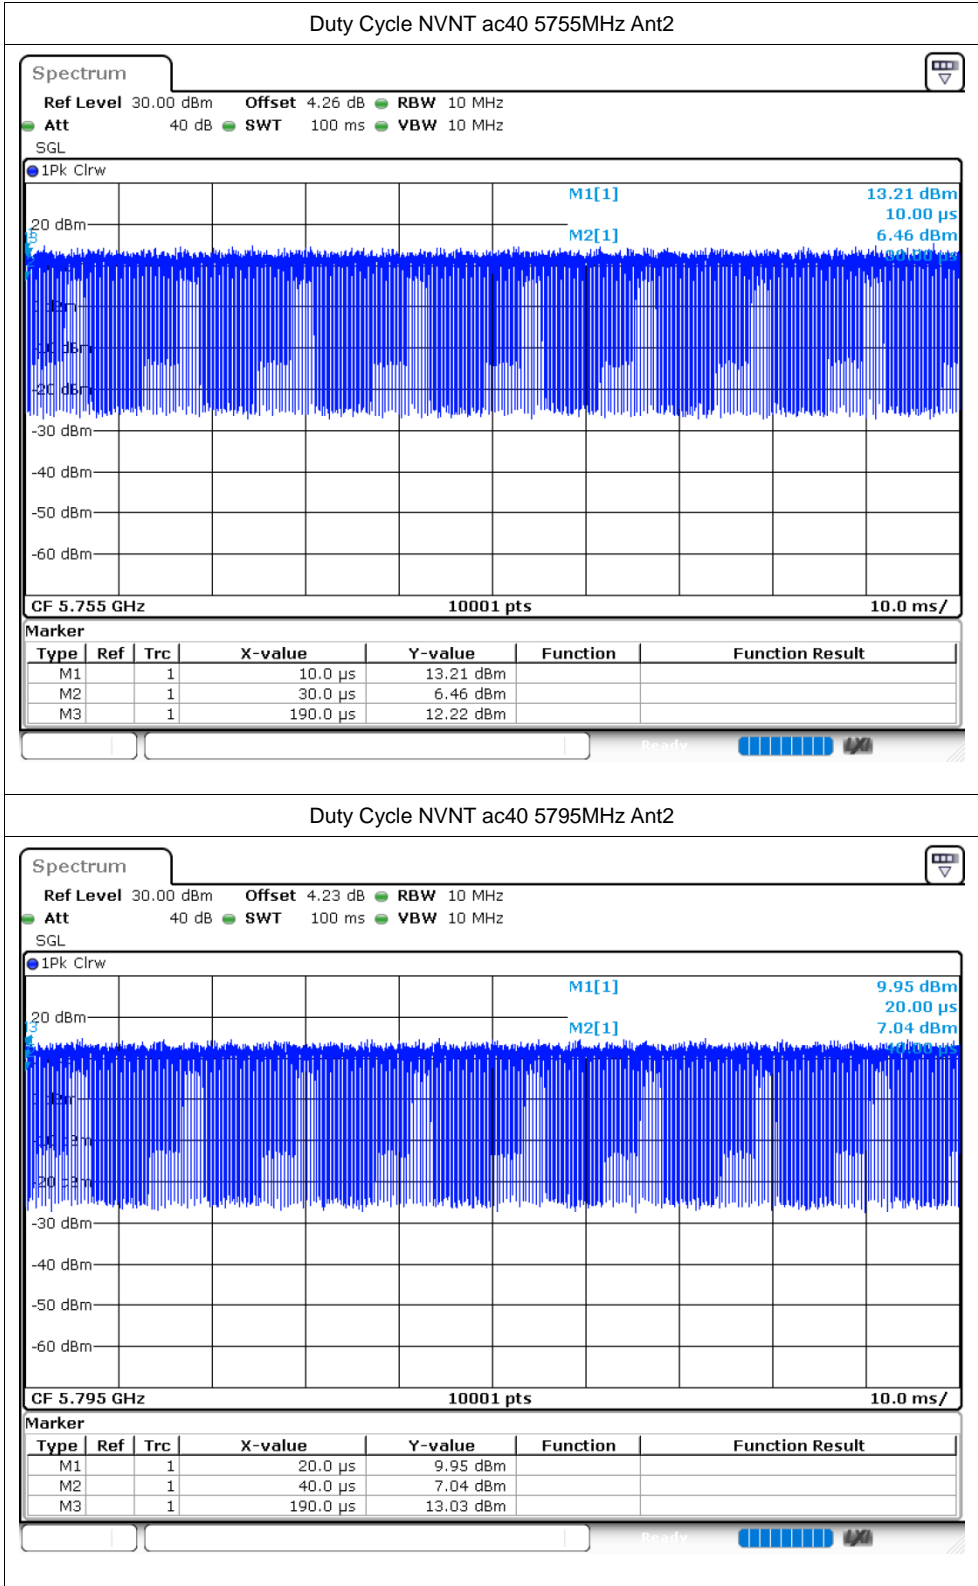 Duty Cycle NVNT ac40 5755MHz Ant2
Spectrum
Ref Level 30.00 dBm Offset 4.26 dB RBW 10 MHz
Att 40 dB SWT 100 ms VBW 10 MHz
SGL
1Pk Clrw
M1[1] 13.21 dBm
10.00 µs
20 dBm
M2[1] 6.46 dBm
30.00 µs
-20 dBm
-30 dBm
-40 dBm
-50 dBm
-60 dBm
CF 5.755 GHz 10001 pts 10.0 ms/
Marker
Type Ref Trc X-value Y-value Function Function Result
M1 1 10.0 µs 13.21 dBm
M2 1 30.0 µs 6.46 dBm
M3 1 190.0 µs 12.22 dBm
Ready
Duty Cycle NVNT ac40 5795MHz Ant2
Spectrum
Ref Level 30.00 dBm Offset 4.23 dB RBW 10 MHz
Att 40 dB SWT 100 ms VBW 10 MHz
SGL
1Pk Clrw
M1[1] 9.95 dBm
20.00 µs
20 dBm
M2[1] 7.04 dBm
40.00 µs
-30 dBm
-40 dBm
-50 dBm
-60 dBm
CF 5.795 GHz 10001 pts 10.0 ms/
Marker
Type Ref Trc X-value Y-value Function Function Result
M1 1 20.0 µs 9.95 dBm
M2 1 40.0 µs 7.04 dBm
M3 1 190.0 µs 13.03 dBm
Ready